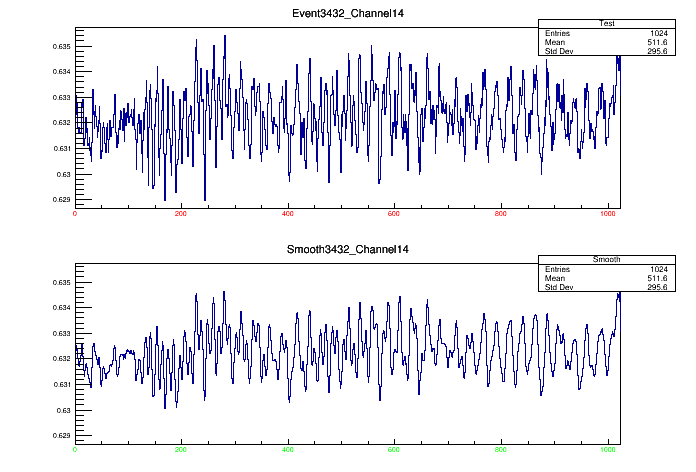 Event3432_Channel14
Test
Entries 1024
Mean 511.6
Std Dev 295.6
0.635
0.634
0.633
0.632
0.631
0.63
0.629
0 200 400 600 800 1000
Smooth3432_Channel14
Smooth
Entries 1024
Mean 511.6
Std Dev 295.6
0.635
0.634
0.633
0.632
0.631
0.63
0.629
0 200 400 600 800 1000